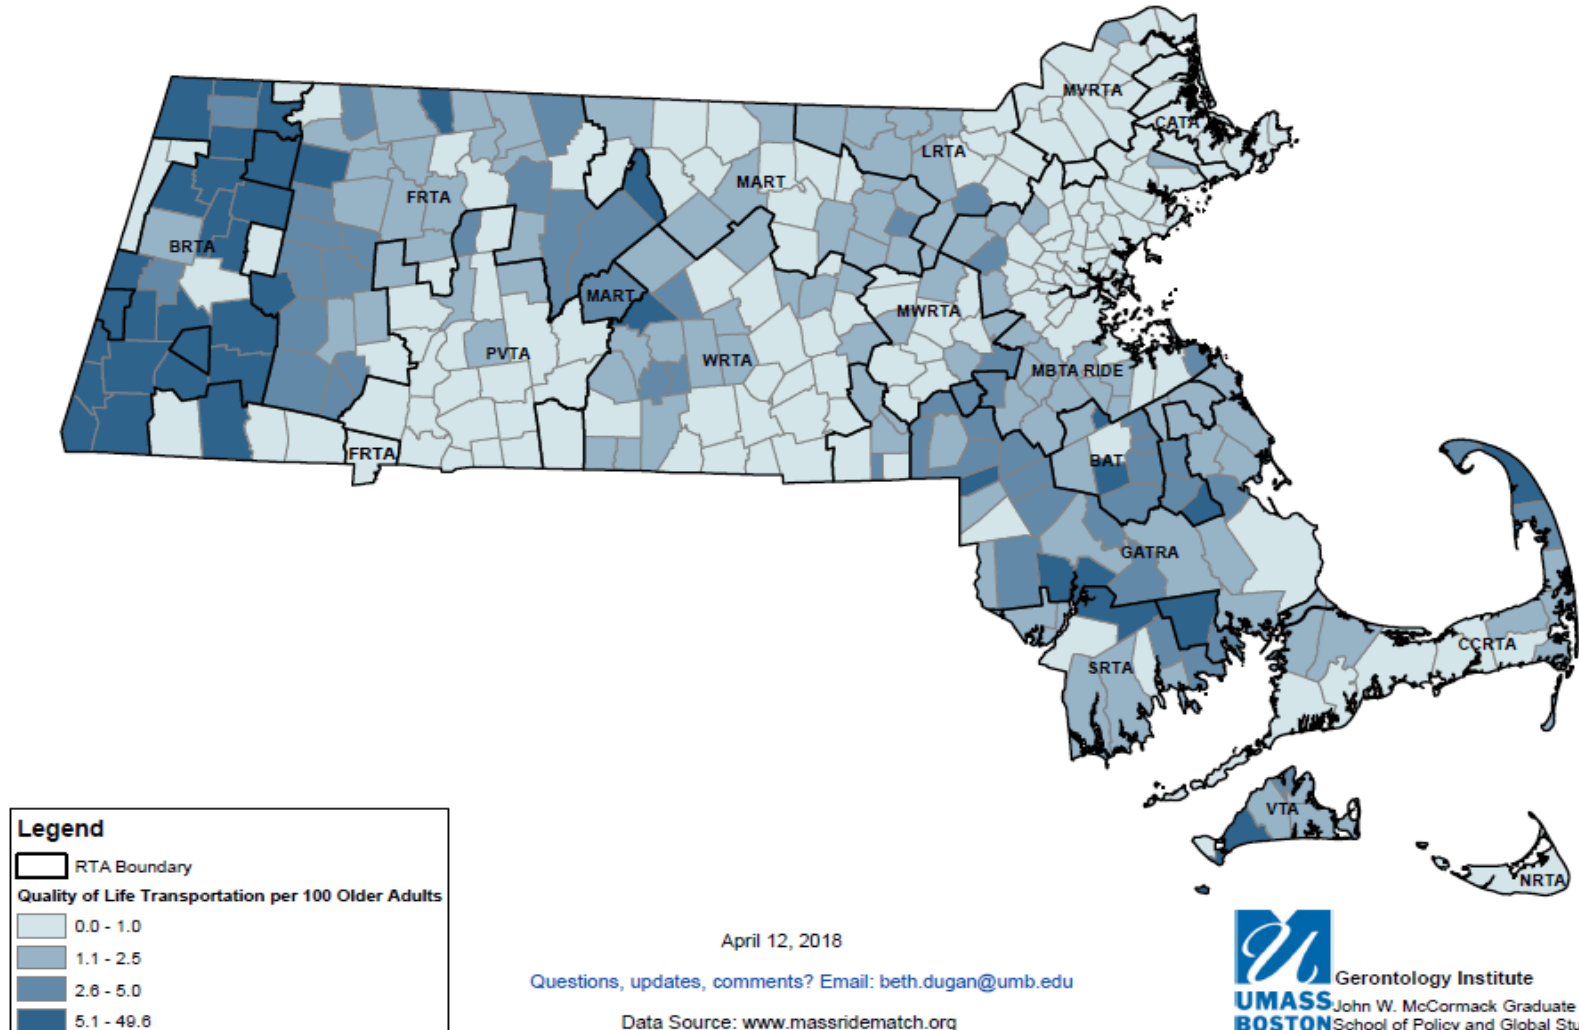 MVRTA
CATA
LRTA
MART
FRTA
BRTA
MART
MWRTA
PVTA
WRTA
MBTA RIDE
FRTA
BAT
GATRA
CCRTA
SRTA
VTA
NRTA
Legend
RTA Boundary
Quality of Life Transportation per 100 Older Adults
0.0 - 1.0
1.1 - 2.5
2.6 - 5.0
5.1 - 49.6
April 12, 2018
Questions, updates, comments? Email: beth.dugan@umb.edu
Data Source: www.massridematch.org
UMASS
BOSTON
Gerontology Institute
John W. McCormack Graduate
School of Policy and Global Stu